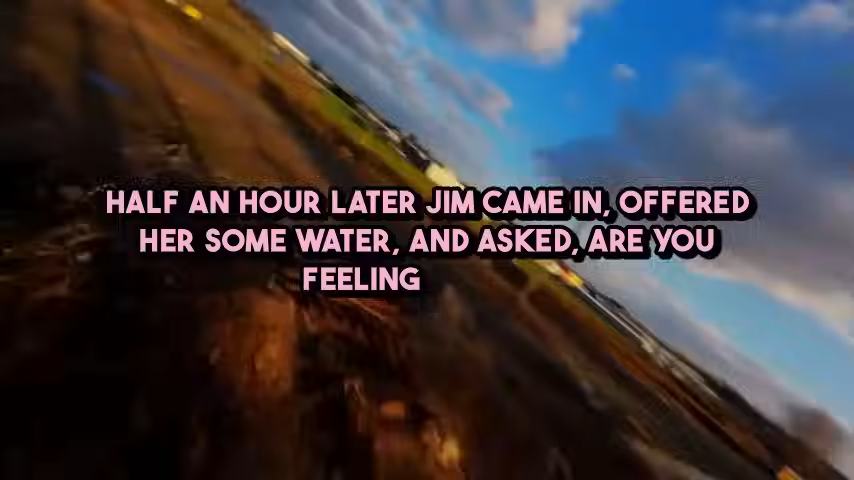 HALF AN HOUR LATER JIM CAME IN, OFFERED
HER SOME WATER, AND ASKED, ARE YOU
FEELING